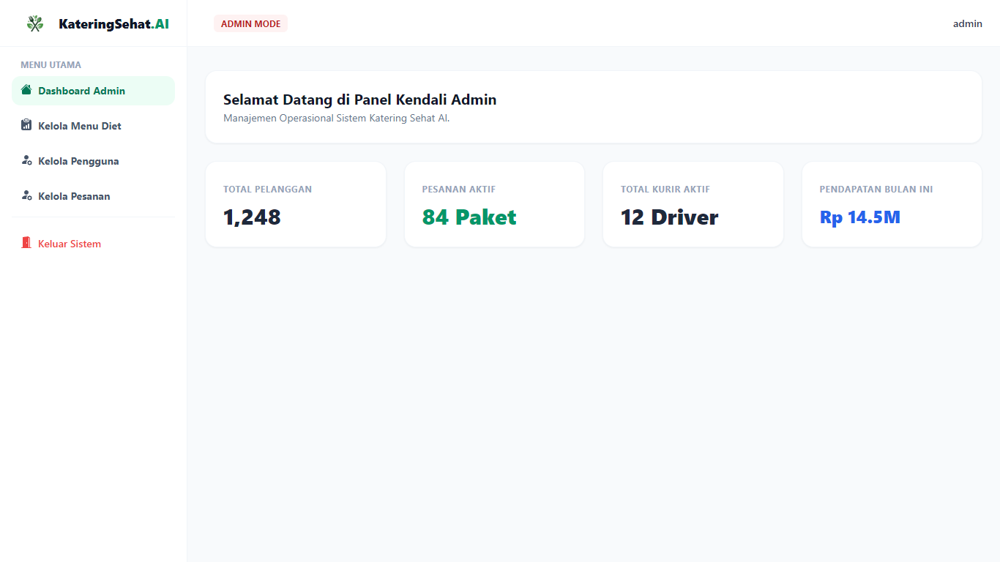 KateringSehat.AI
ADMIN MODE
admin
MENU UTAMA
Dashboard Admin
Kelola Menu Diet
Kelola Pengguna
Kelola Pesanan
Keluar Sistem
Selamat Datang di Panel Kendali Admin
Manajemen Operasional Sistem Katering Sehat AI.
TOTAL PELANGGAN
1,248
PESANAN AKTIF
84 Paket
TOTAL KURIR AKTIF
12 Driver
PENDAPATAN BULAN INI
Rp 14.5M